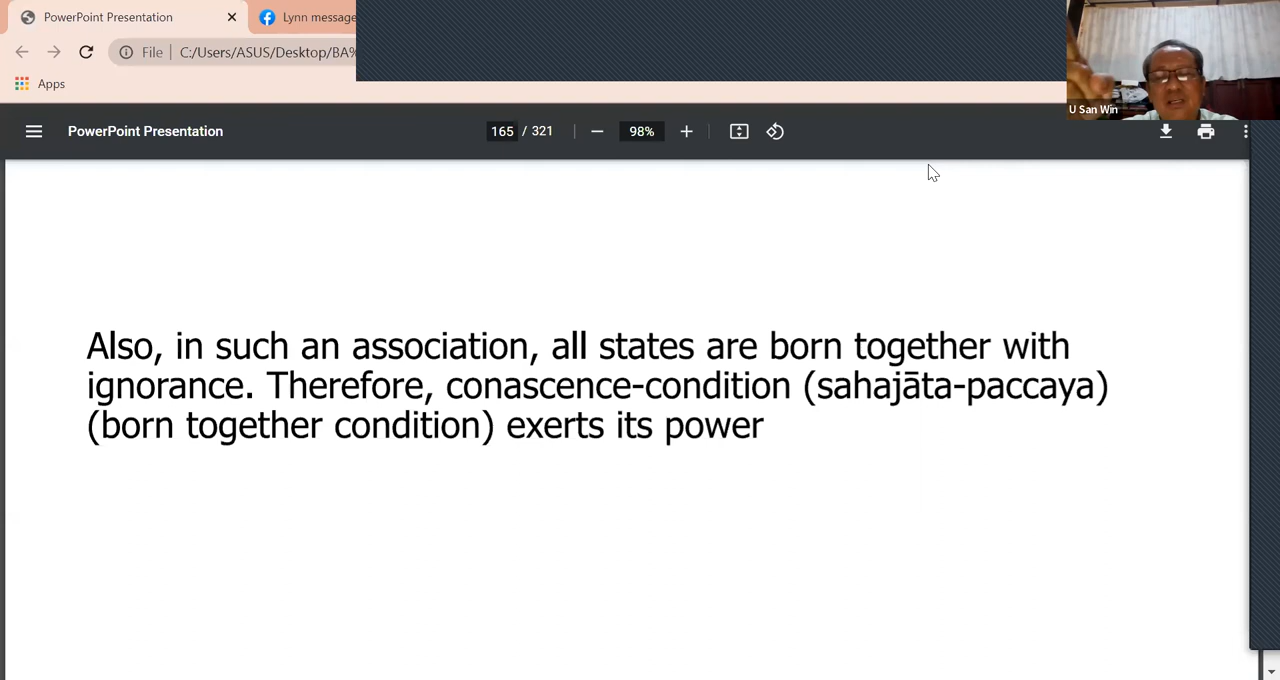 PowerPoint Presentation
Lynn message
File
C:/Users/ASUS/Desktop/BA%
Apps
U San Win
PowerPoint Presentation
165 / 321
98%
Also, in such an association, all states are born together with
ignorance. Therefore, conascence-condition (sahajāta-paccaya)
(born together condition) exerts its power